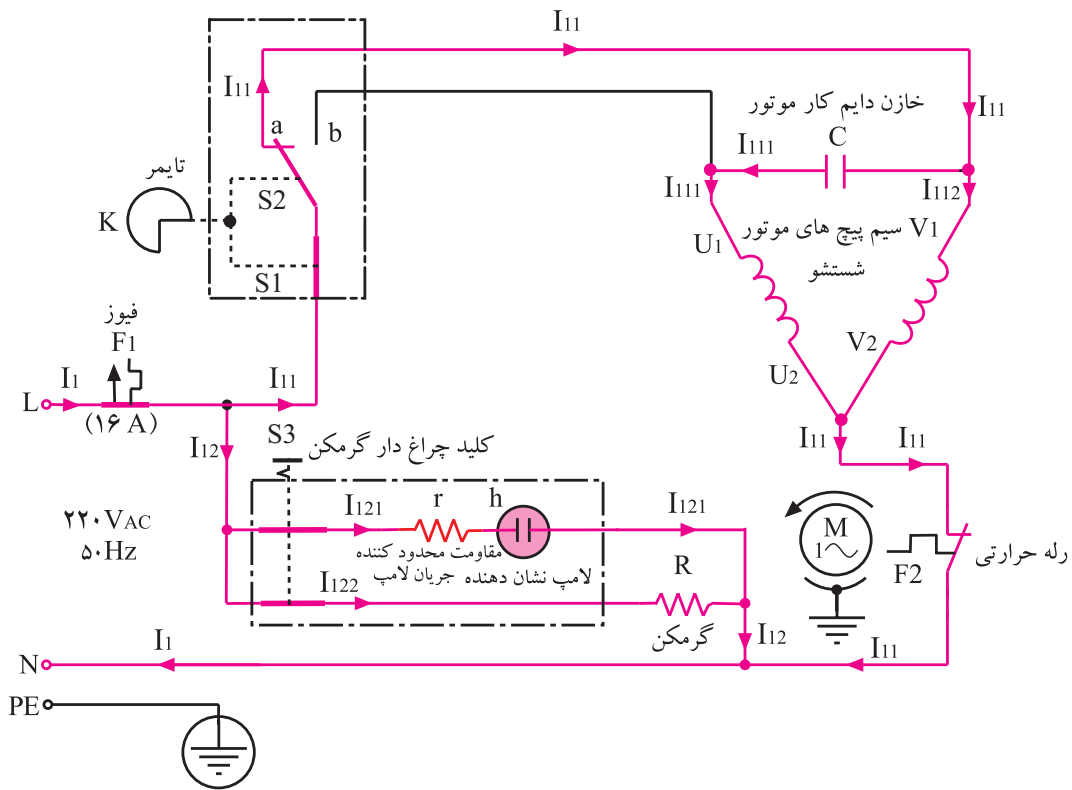 I11
I11
a
b
تایمر
K
S2
S1
خازن دایم کار موتور
C
I11
I111
I111
I112
U1
سیم پیچ های موتور
شستشو
V1
U2
V2
فیوز
F1
L
I1
(۱۶ A)
I11
I12
S3
کلید چراغ دار گرمکن
I11
I11
۲۲۰VAC
۵۰Hz
I121
r
h
I121
مقاومت محدود کننده
جریان لامپ
لامپ نشان دهنده
I122
R
گرمکن
M
1~
F2
رله حرارتی
I12
N
I1
I11
PE